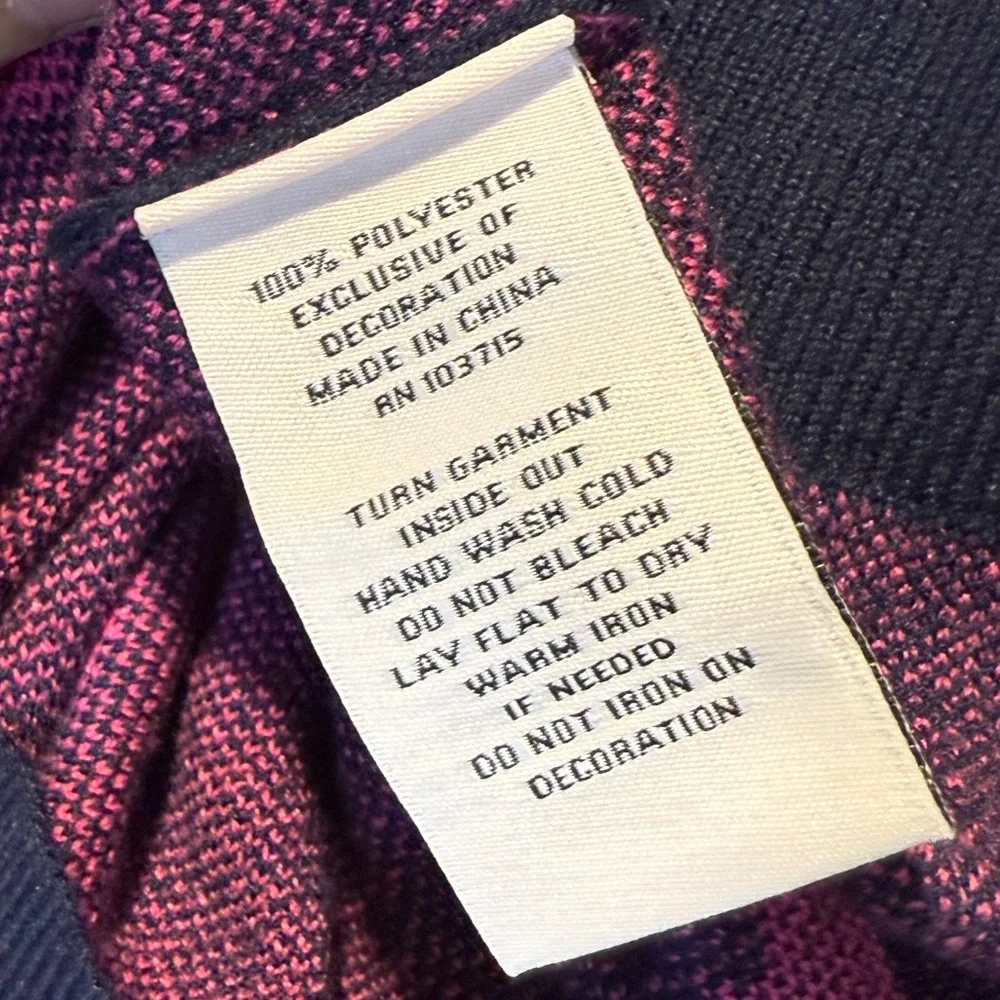 100% POLYESTER
EXCLUSIVE OF
DECORATION
MADE IN CHINA
RN 103715
TURN GARMENT
INSIDE OUT
HAND WASH COLD
DO NOT BLEACH
LAY FLAT TO DRY
WARM IRON
IF NEEDED
DO NOT IRON ON
DECORATION